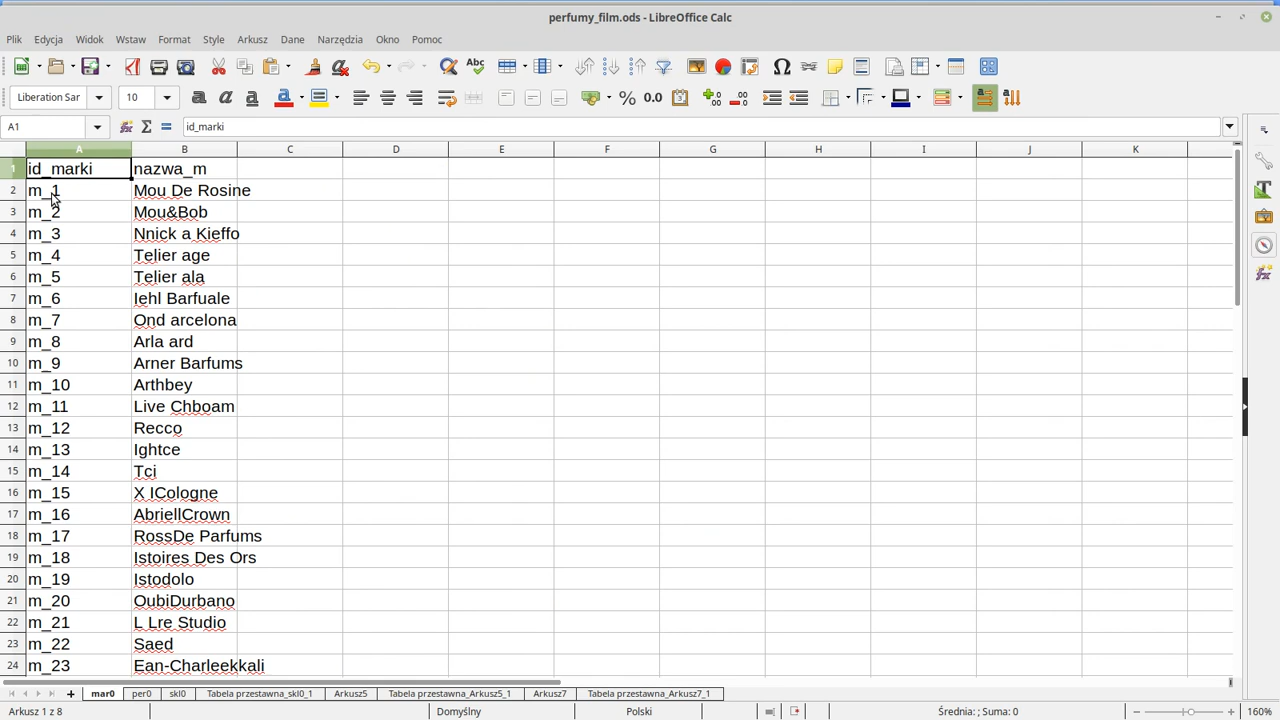 perfumy_film.ods - LibreOffice Calc
Plik Edycja Widok Wstaw Format Style Arkusz Dane Narzędzia Okno Pomoc
Liberation Sar 10
A1 id_marki
A B C D E F G H I J K
1 id_marki nazwa_m
2 m_1 Mou De Rosine
3 m_2 Mou&Bob
4 m_3 Nnick a Kieffo
5 m_4 Telier age
6 m_5 Telier ala
7 m_6 Iehl Barfuale
8 m_7 Ond arcelona
9 m_8 Arla ard
10 m_9 Arner Barfums
11 m_10 Arthbey
12 m_11 Live Chboam
13 m_12 Recco
14 m_13 Ightce
15 m_14 Tci
16 m_15 X ICologne
17 m_16 AbriellCrown
18 m_17 RossDe Parfums
19 m_18 Istoires Des Ors
20 m_19 Istodolo
21 m_20 OubiDurbano
22 m_21 L Lre Studio
23 m_22 Saed
24 m_23 Ean-Charleekkali
mar0 per0 skl0 Tabela przestawna_skl0_1 Arkusz5 Tabela przestawna_Arkusz5_1 Arkusz7 Tabela przestawna_Arkusz7_1
Arkusz 1 z 8 Domyślny Polski Średnia: ; Suma: 0 160%